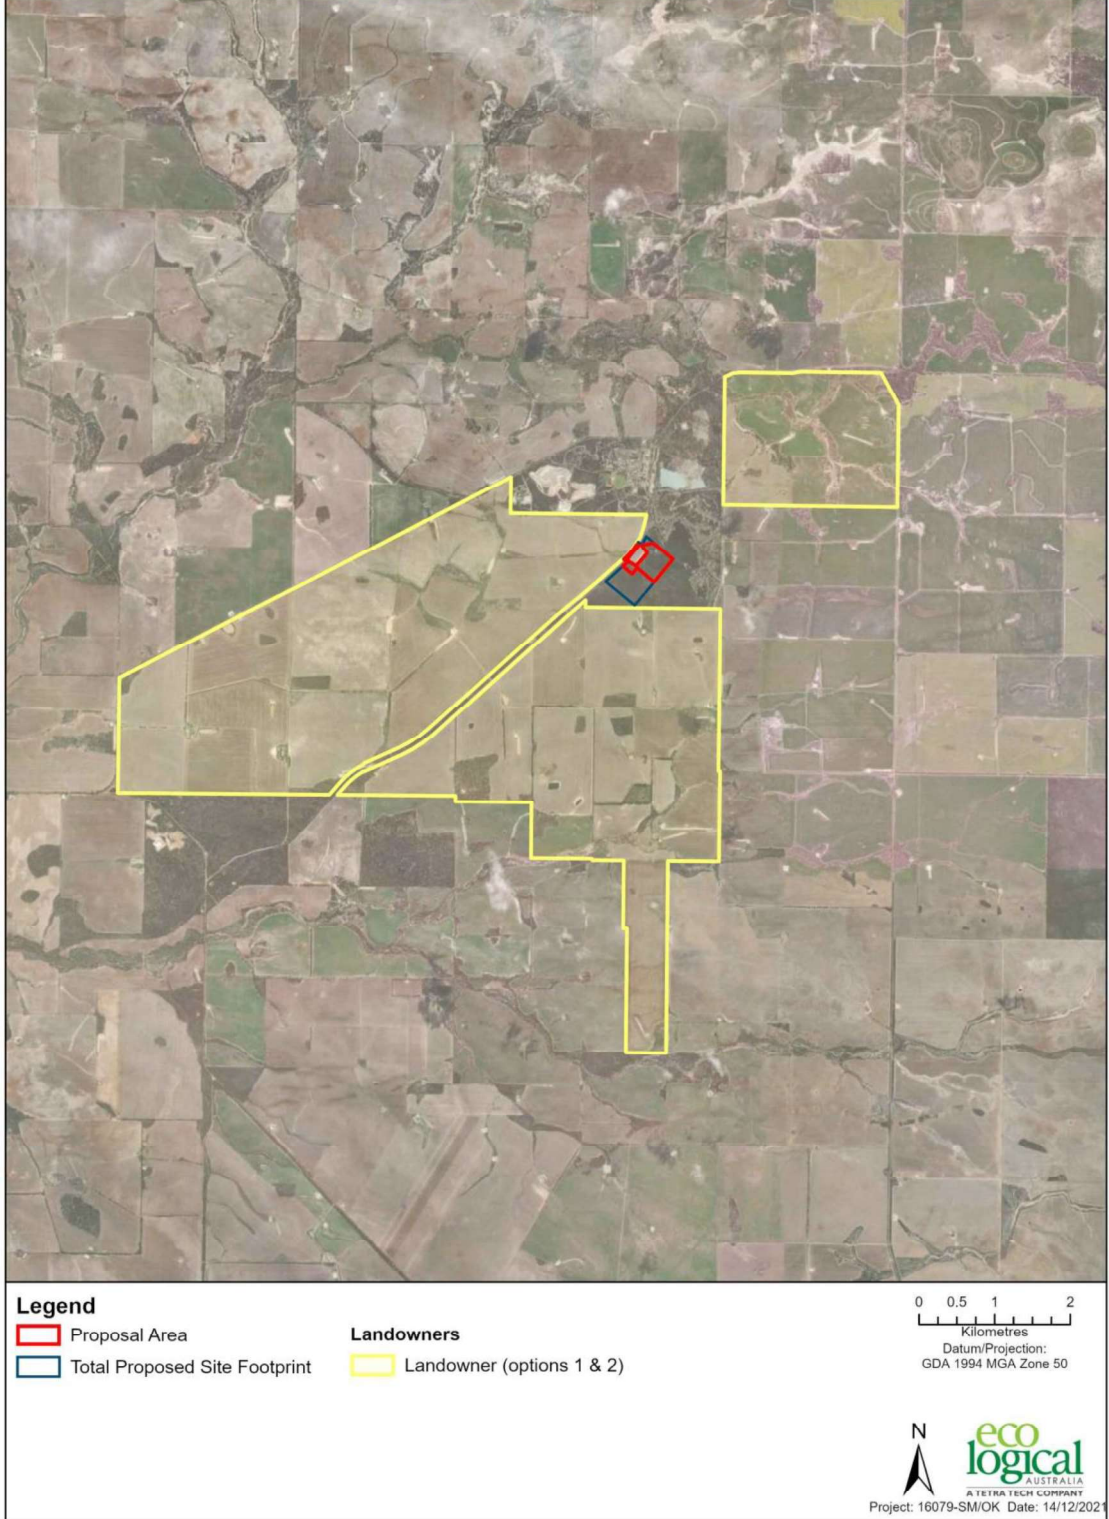 Legend
Proposal Area
Total Proposed Site Footprint
Landowners
Landowner (options 1 & 2)
0 0.5 1 2
Kilometres
Datum/Projection:
GDA 1994 MGA Zone 50
N
eco
logical
AUSTRALIA
A TETRA TECH COMPANY
Project: 16079-SM/OK Date: 14/12/2021